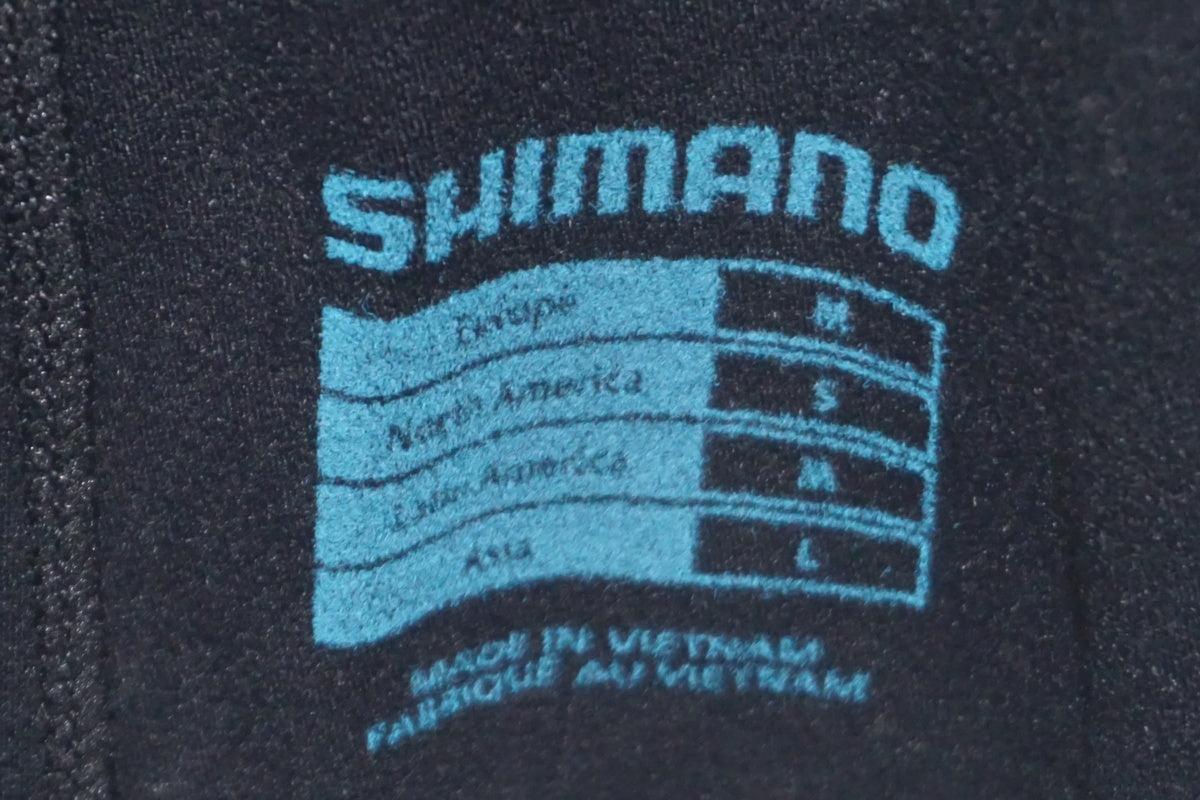 SHIMANO
Europe M
North America S
Latin America M
Asia L
MADE IN VIETNAM
FABRIQUÉ AU VIETNAM